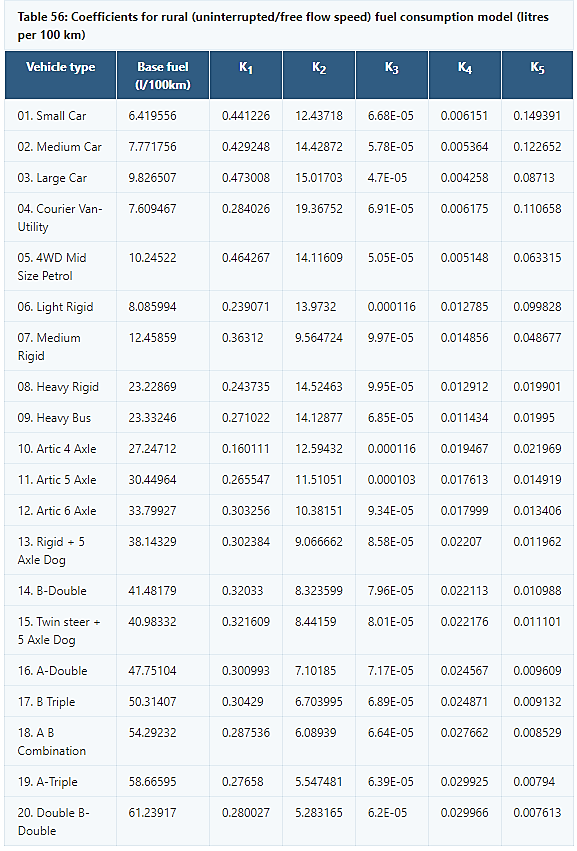 Table 56: Coefficients for rural (uninterrupted/free flow speed) fuel consumption model (litres
per 100 km)
Vehicle type Base fuel (l/100km) K1 K2 K3 K4 K5
01. Small Car 6.419556 0.441226 12.43718 6.68E-05 0.006151 0.149391
02. Medium Car 7.771756 0.429248 14.42872 5.78E-05 0.005364 0.122652
03. Large Car 9.826507 0.473008 15.01703 4.7E-05 0.004258 0.08713
04. Courier Van- 7.609467 0.284026 19.36752 6.91E-05 0.006175 0.110658
Utility
05. 4WD Mid 10.24522 0.464267 14.11609 5.05E-05 0.005148 0.063315
Size Petrol
06. Light Rigid 8.085994 0.239071 13.9732 0.000116 0.012785 0.099828
07. Medium 12.45859 0.36312 9.564724 9.97E-05 0.014856 0.048677
Rigid
08. Heavy Rigid 23.22869 0.243735 14.52463 9.95E-05 0.012912 0.019901
09. Heavy Bus 23.33246 0.271022 14.12877 6.85E-05 0.011434 0.01995
10. Artic 4 Axle 27.24712 0.160111 12.59432 0.000116 0.019467 0.021969
11. Artic 5 Axle 30.44964 0.265547 11.51051 0.000103 0.017613 0.014919
12. Artic 6 Axle 33.79927 0.303256 10.38151 9.34E-05 0.017999 0.013406
13. Rigid + 5 38.14329 0.302384 9.066662 8.58E-05 0.02207 0.011962
Axle Dog
14. B-Double 41.48179 0.32033 8.323599 7.96E-05 0.022113 0.010988
15. Twin steer + 40.98332 0.321609 8.44159 8.01E-05 0.022176 0.011101
5 Axle Dog
16. A-Double 47.75104 0.300993 7.10185 7.17E-05 0.024567 0.009609
17. B Triple 50.31407 0.30429 6.703995 6.89E-05 0.024871 0.009132
18. A B 54.29232 0.287536 6.08939 6.64E-05 0.027662 0.008529
Combination
19. A-Triple 58.66595 0.27658 5.547481 6.39E-05 0.029925 0.00794
20. Double B- 61.23917 0.280027 5.283165 6.2E-05 0.029966 0.007613
Double